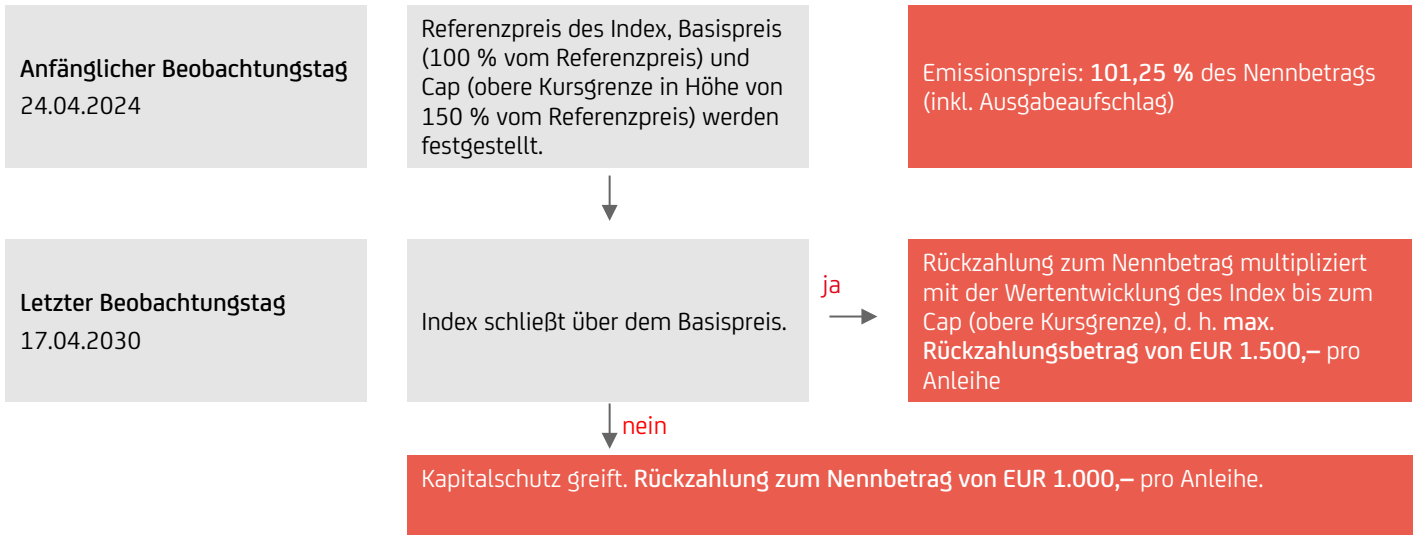 Anfänglicher Beobachtungstag
24.04.2024
Referenzpreis des Index, Basispreis
(100 % vom Referenzpreis) und
Cap (obere Kursgrenze in Höhe von
150 % vom Referenzpreis) werden
festgestellt.
Emissionspreis: 101,25 % des Nennbetrags
(inkl. Ausgabeaufschlag)
Letzter Beobachtungstag
17.04.2030
Index schließt über dem Basispreis.
ja
Rückzahlung zum Nennbetrag multipliziert
mit der Wertentwicklung des Index bis zum
Cap (obere Kursgrenze), d. h. max.
Rückzahlungsbetrag von EUR 1.500,– pro
Anleihe
nein
Kapitalschutz greift. Rückzahlung zum Nennbetrag von EUR 1.000,– pro Anleihe.